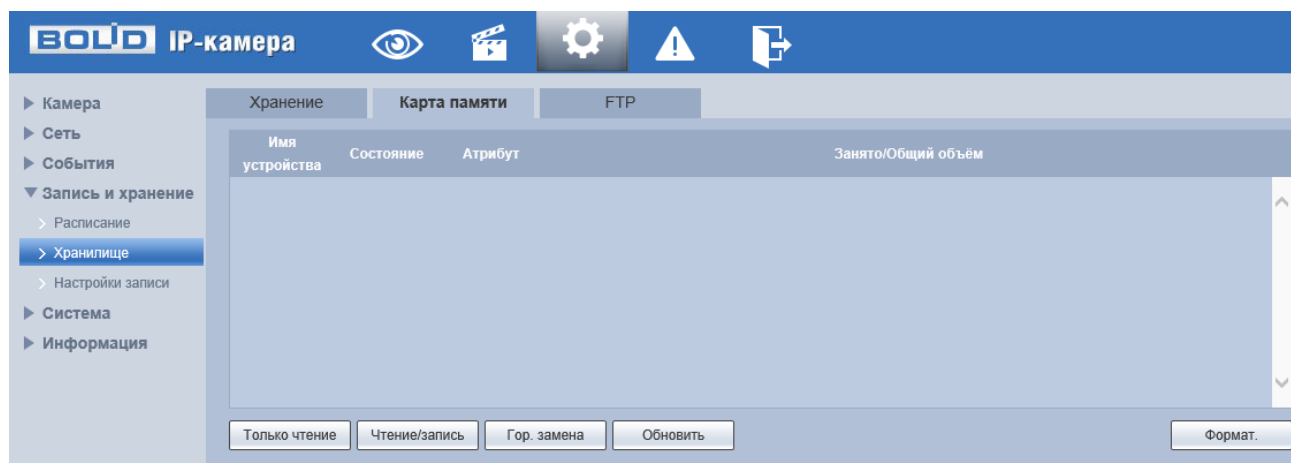 BOLID IP-камера
Камера
Сеть
События
Запись и хранение
Расписание
Хранилище
Настройки записи
Система
Информация
Хранение Карта памяти FTP
Имя
устройства Состояние Атрибут Занято/Общий объём
Только чтение Чтение/запись Гор. замена Обновить Формат.